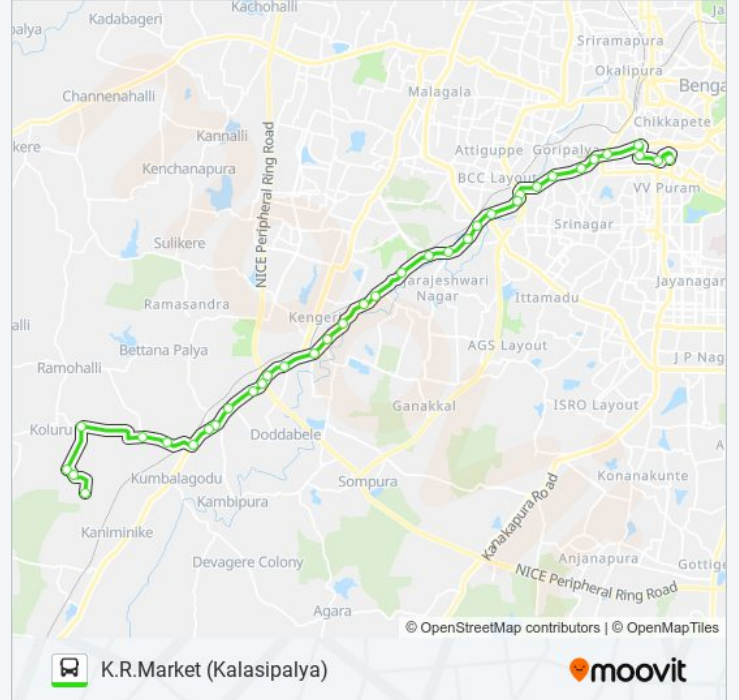 Kachohalli
Kadabageri
palya
Sriramapura
Okalipura
Benga
Malagala
Channenahalli
Chikkapete
Kannalli
kere
Attiguppe
Goripalya
Kenchanapura
BCC Layout
VV Puram
NICE Peripheral Ring Road
Srinagar
Sulikere
Jayanagar
arajeshwari
Nagar
Ittamadu
Ramasandra
Kenger
alli
AGS Layout
Bettana Palya
J P Nag
Ramohalli
Ganakkal
ISRO Layout
Koluru
Doddabele
A
Kumbalagodu
Sompura
Konanakunte
Kambipura
Kanakapura Road
Kaniminike
Anjanapura
Devagere Colony
Gottige
NICE Peripheral Ring Road
Agara
© OpenStreetMap contributors | © OpenMapTiles
K.R.Market (Kalasipalya)
moovit